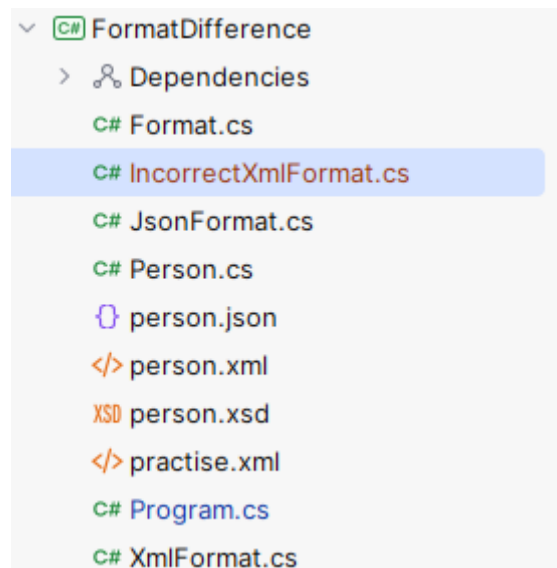 C# FormatDifference
Dependencies
C# Format.cs
C# IncorrectXmlFormat.cs
C# JsonFormat.cs
C# Person.cs
{} person.json
</> person.xml
XSD person.xsd
</> practise.xml
C# Program.cs
C# XmlFormat.cs